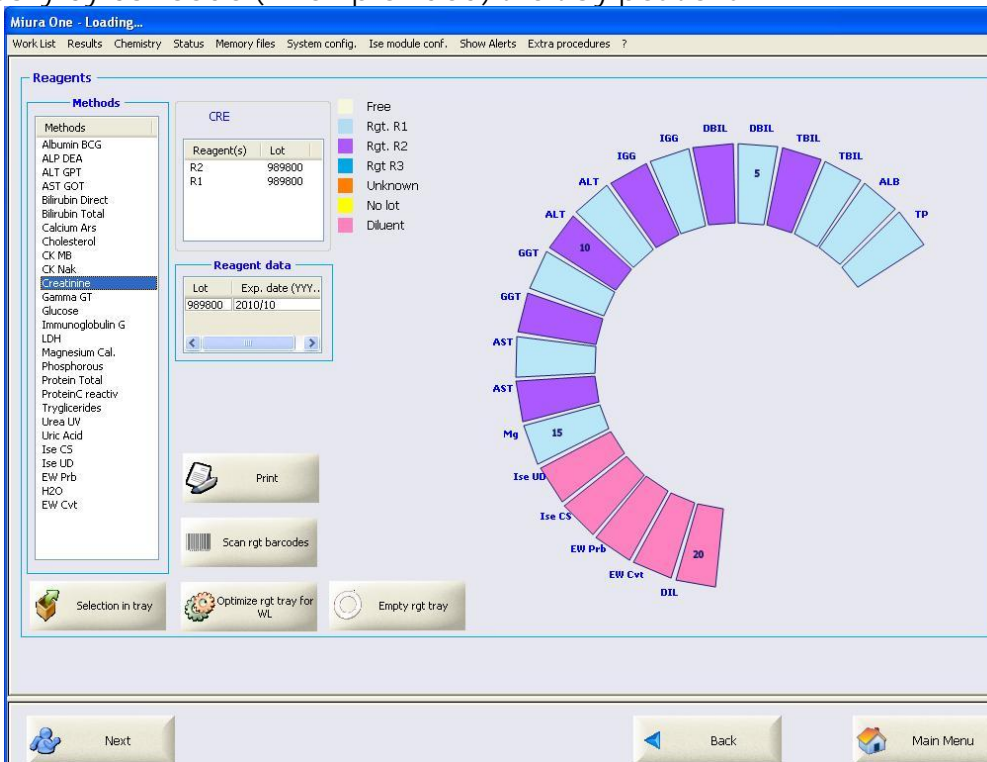 Miura One - Loading...
Work List Results Chemistry Status Memory files System config. Ise module conf. Show Alerts Extra procedures ?
Reagents
Methods
Methods
Albumin BCG
ALP DEA
ALT GPT
AST GOT
Bilirubin Direct
Bilirubin Total
Calcium Ars
Cholesterol
CK MB
CK Nak
Creatinine
Gamma GT
Glucose
Immunoglobulin G
LDH
Magnesium Cal.
Phosphorous
Protein Total
ProteinC reactiv
Tryglicerides
Urea UV
Uric Acid
Ise CS
Ise UD
EW Prb
H2O
EW Cvt
CRE
Reagent(s) Lot
R2 989800
R1 989800
Reagent data
Lot Exp. date (YYY..
989800 2010/10
Free
Rgt. R1
Rgt. R2
Rgt R3
Unknown
No lot
Diluent
TP
ALB
TBIL
TBIL
DBIL
5
DBIL
IGG
IGG
ALT
ALT
10
GGT
GGT
AST
AST
Mg
15
Ise UD
Ise CS
EW Prb
EW Cvt
DIL
20
Print
Scan rgt barcodes
Selection in tray
Optimize rgt tray for
WL
Empty rgt tray
Next
Back
Main Menu